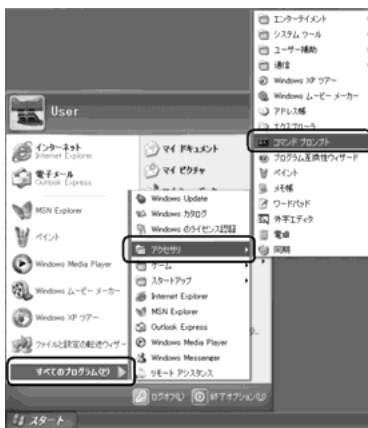 エンターテイメント
システム ツール
ユーザー補助
通信
Windows XP ツアー
Windows ムービー メーカー
アドレス帳
エクスプローラ
コマンド プロンプト
プログラム互換性ウィザード
ペイント
メモ帳
ワードパッド
外字エディタ
電卓
同期
User
インターネット
Internet Explorer
電子メール
Outlook Express
MSN Explorer
ペイント
Windows Media Player
Windows ムービー メーカー
Windows XP ツアー
ファイルと設定の転送ウィザー
すべてのプログラム(P)
マイ ドキュメント
マイ ピクチャ
Windows Update
Windows カタログ
Windows のライセンス認証
アクセサリ
ゲーム
スタートアップ
Internet Explorer
MSN Explorer
Outlook Express
Windows Media Player
Windows Messenger
リモート アシスタンス
ログオフ(L)
終了オプション(U)
スタート